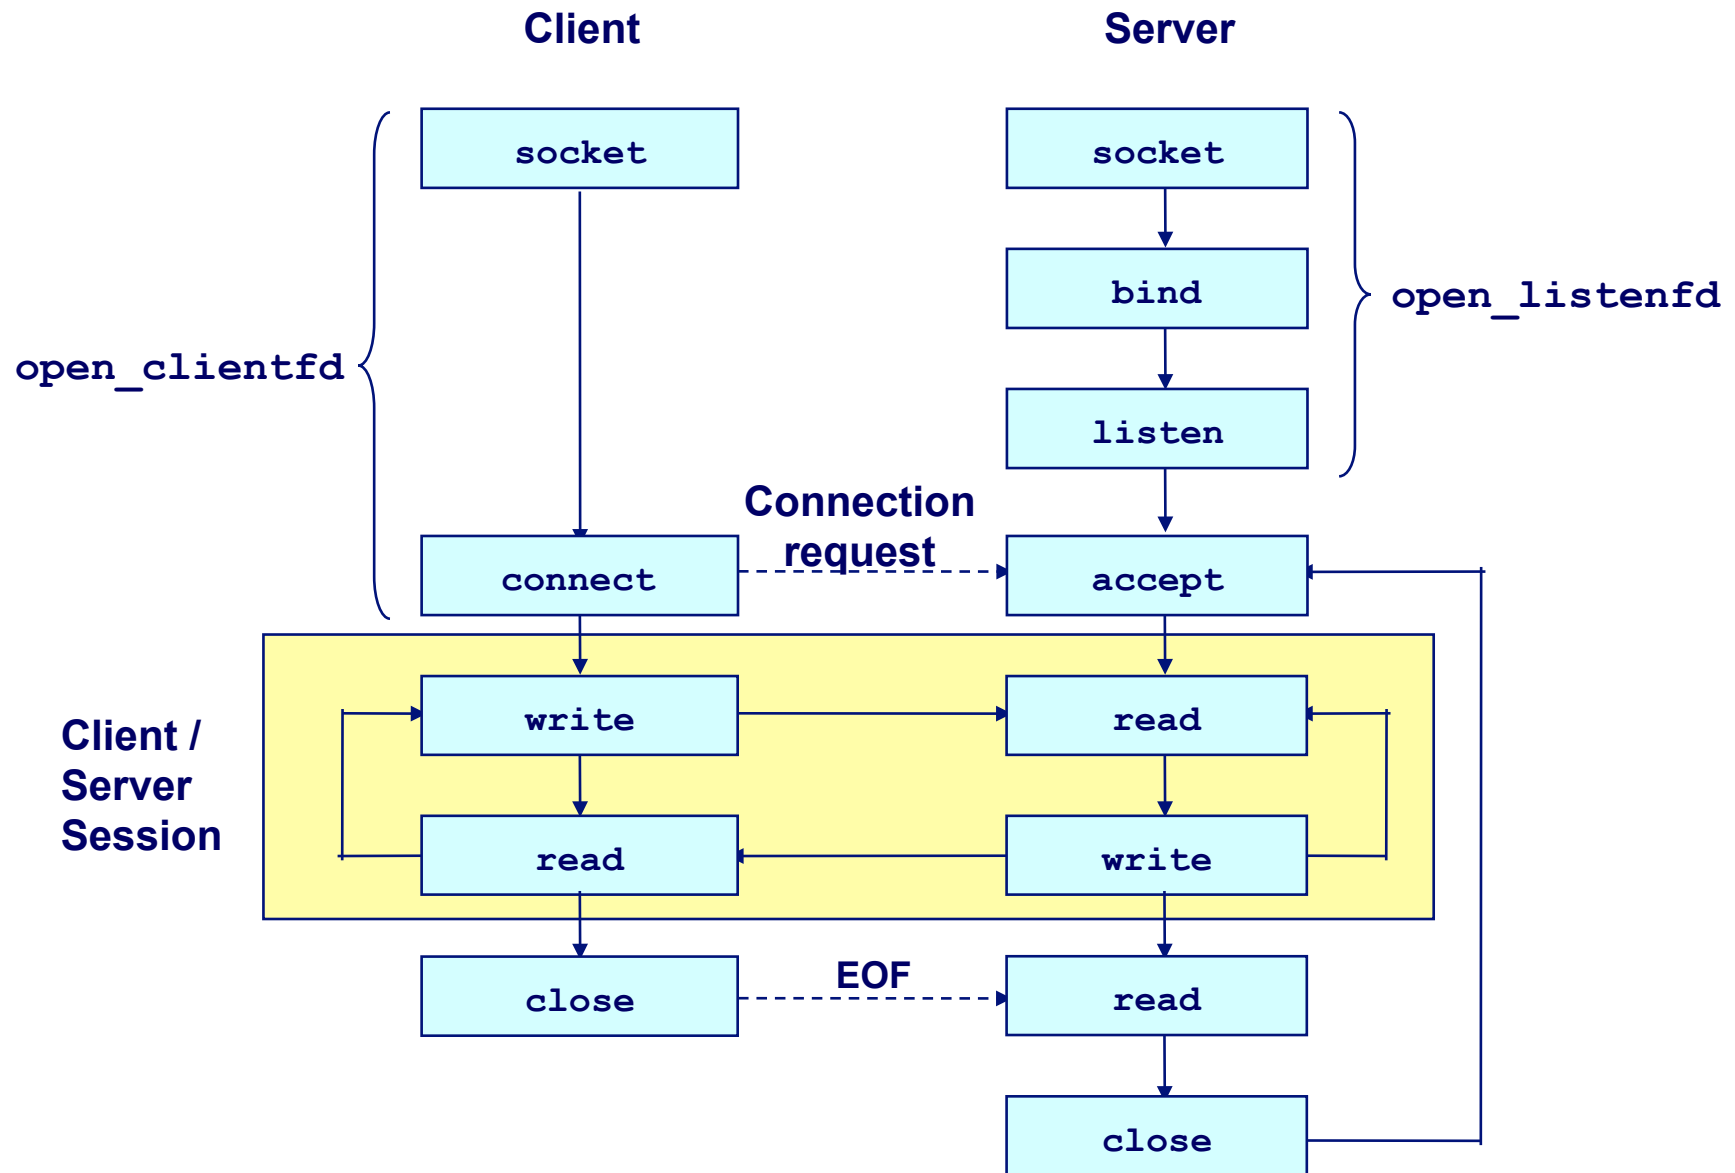 Client
Server
socket
socket
bind
open_listenfd
open_clientfd
listen
Connection
request
connect
accept
Client /
Server
Session
write
read
read
write
EOF
close
read
close